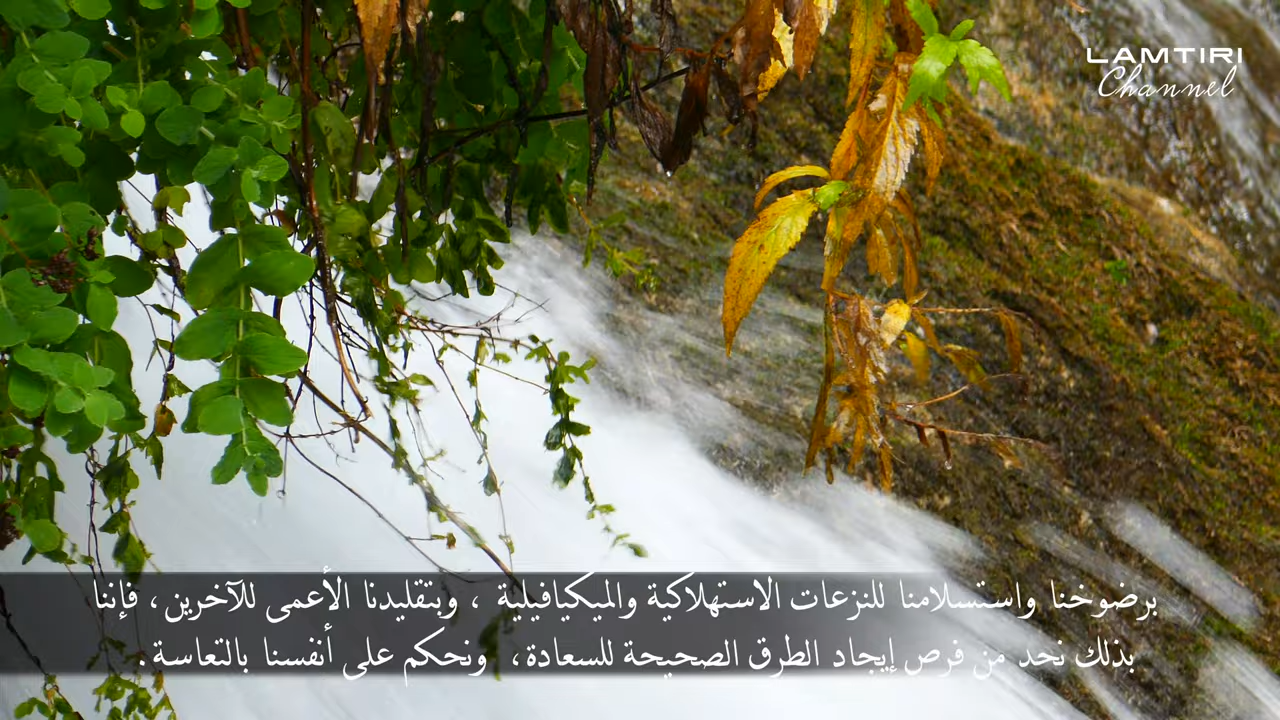 LAMTIRI
Channel
برضوخنا واستسلامنا للنزعات الاستهلاكية والميكيافيلية ، وبتقليدنا الأعمى للآخرين، فإننا
بذلك نحد من فرص إيجاد الطرق الصحيحة للسعادة، ونحكم على أنفسنا بالتعاسة.